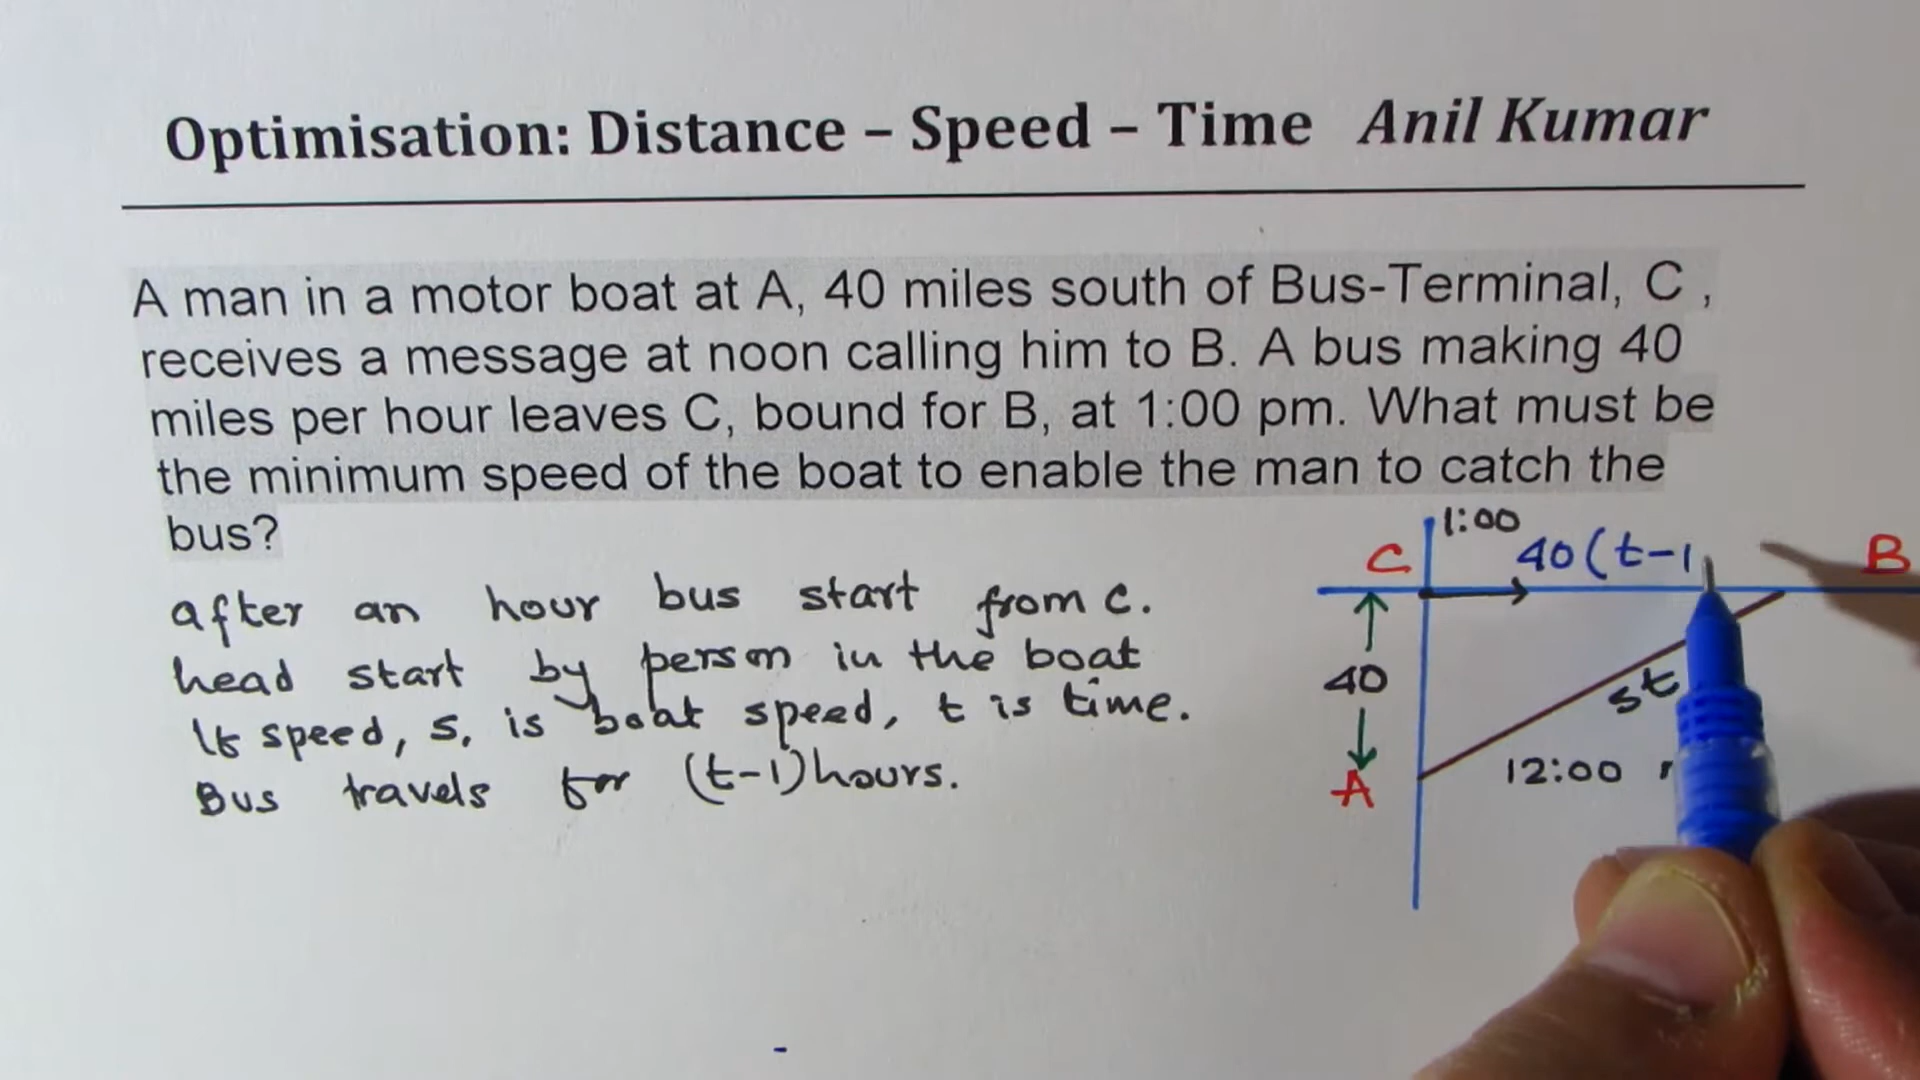 Optimisation: Distance – Speed – Time Anil Kumar
A man in a motor boat at A, 40 miles south of Bus-Terminal, C ,
receives a message at noon calling him to B. A bus making 40
miles per hour leaves C, bound for B, at 1:00 pm. What must be
the minimum speed of the boat to enable the man to catch the
bus?
after an hour bus start from C.
head start by person in the boat
If speed, s, is boat speed, t is time.
Bus travels for (t-1) hours.
1:00
C 40(t-1 B
40
st
A 12:00